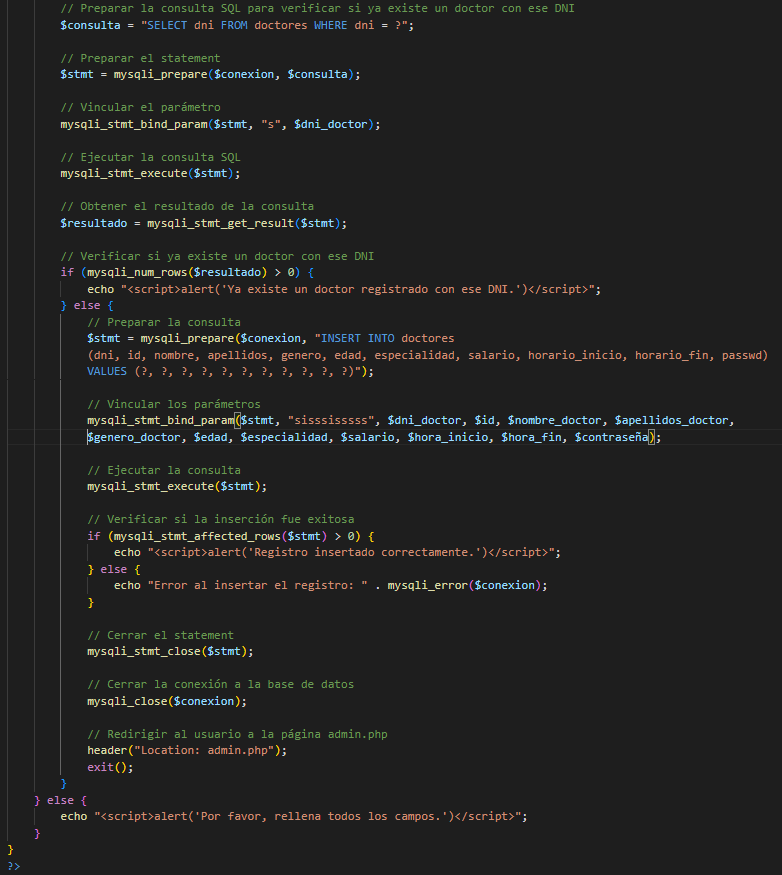 // Preparar la consulta SQL para verificar si ya existe un doctor con ese DNI
$consulta = "SELECT dni FROM doctores WHERE dni = ?";
// Preparar el statement
$stmt = mysqli_prepare($conexion, $consulta);
// Vincular el parámetro
mysqli_stmt_bind_param($stmt, "s", $dni_doctor);
// Ejecutar la consulta SQL
mysqli_stmt_execute($stmt);
// Obtener el resultado de la consulta
$resultado = mysqli_stmt_get_result($stmt);
// Verificar si ya existe un doctor con ese DNI
if (mysqli_num_rows($resultado) > 0) {
echo "<script>alert('Ya existe un doctor registrado con ese DNI.')</script>";
} else {
// Preparar la consulta
$stmt = mysqli_prepare($conexion, "INSERT INTO doctores
(dni, id, nombre, apellidos, genero, edad, especialidad, salario, horario_inicio, horario_fin, passwd)
VALUES (?, ?, ?, ?, ?, ?, ?, ?, ?, ?, ?)");
// Vincular los parámetros
mysqli_stmt_bind_param($stmt, "sisssisssss", $dni_doctor, $id, $nombre_doctor, $apellidos_doctor,
$genero_doctor, $edad, $especialidad, $salario, $hora_inicio, $hora_fin, $contraseña);
// Ejecutar la consulta
mysqli_stmt_execute($stmt);
// Verificar si la inserción fue exitosa
if (mysqli_stmt_affected_rows($stmt) > 0) {
echo "<script>alert('Registro insertado correctamente.')</script>";
} else {
echo "Error al insertar el registro: " . mysqli_error($conexion);
}
// Cerrar el statement
mysqli_stmt_close($stmt);
// Cerrar la conexión a la base de datos
mysqli_close($conexion);
// Redirigir al usuario a la página admin.php
header("Location: admin.php");
exit();
}
} else {
echo "<script>alert('Por favor, rellena todos los campos.')</script>";
}
}
?>